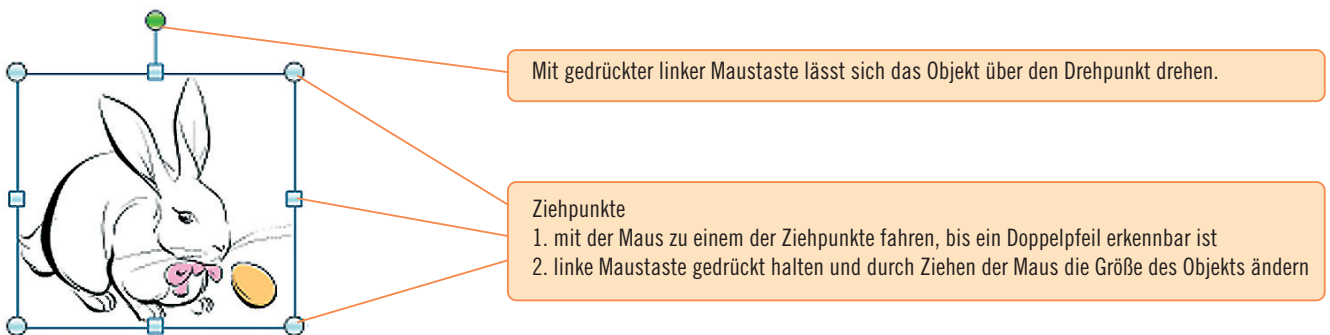 Mit gedrückter linker Maustaste lässt sich das Objekt über den Drehpunkt drehen.
Ziehpunkte
1. mit der Maus zu einem der Ziehpunkte fahren, bis ein Doppelpfeil erkennbar ist
2. linke Maustaste gedrückt halten und durch Ziehen der Maus die Größe des Objekts ändern